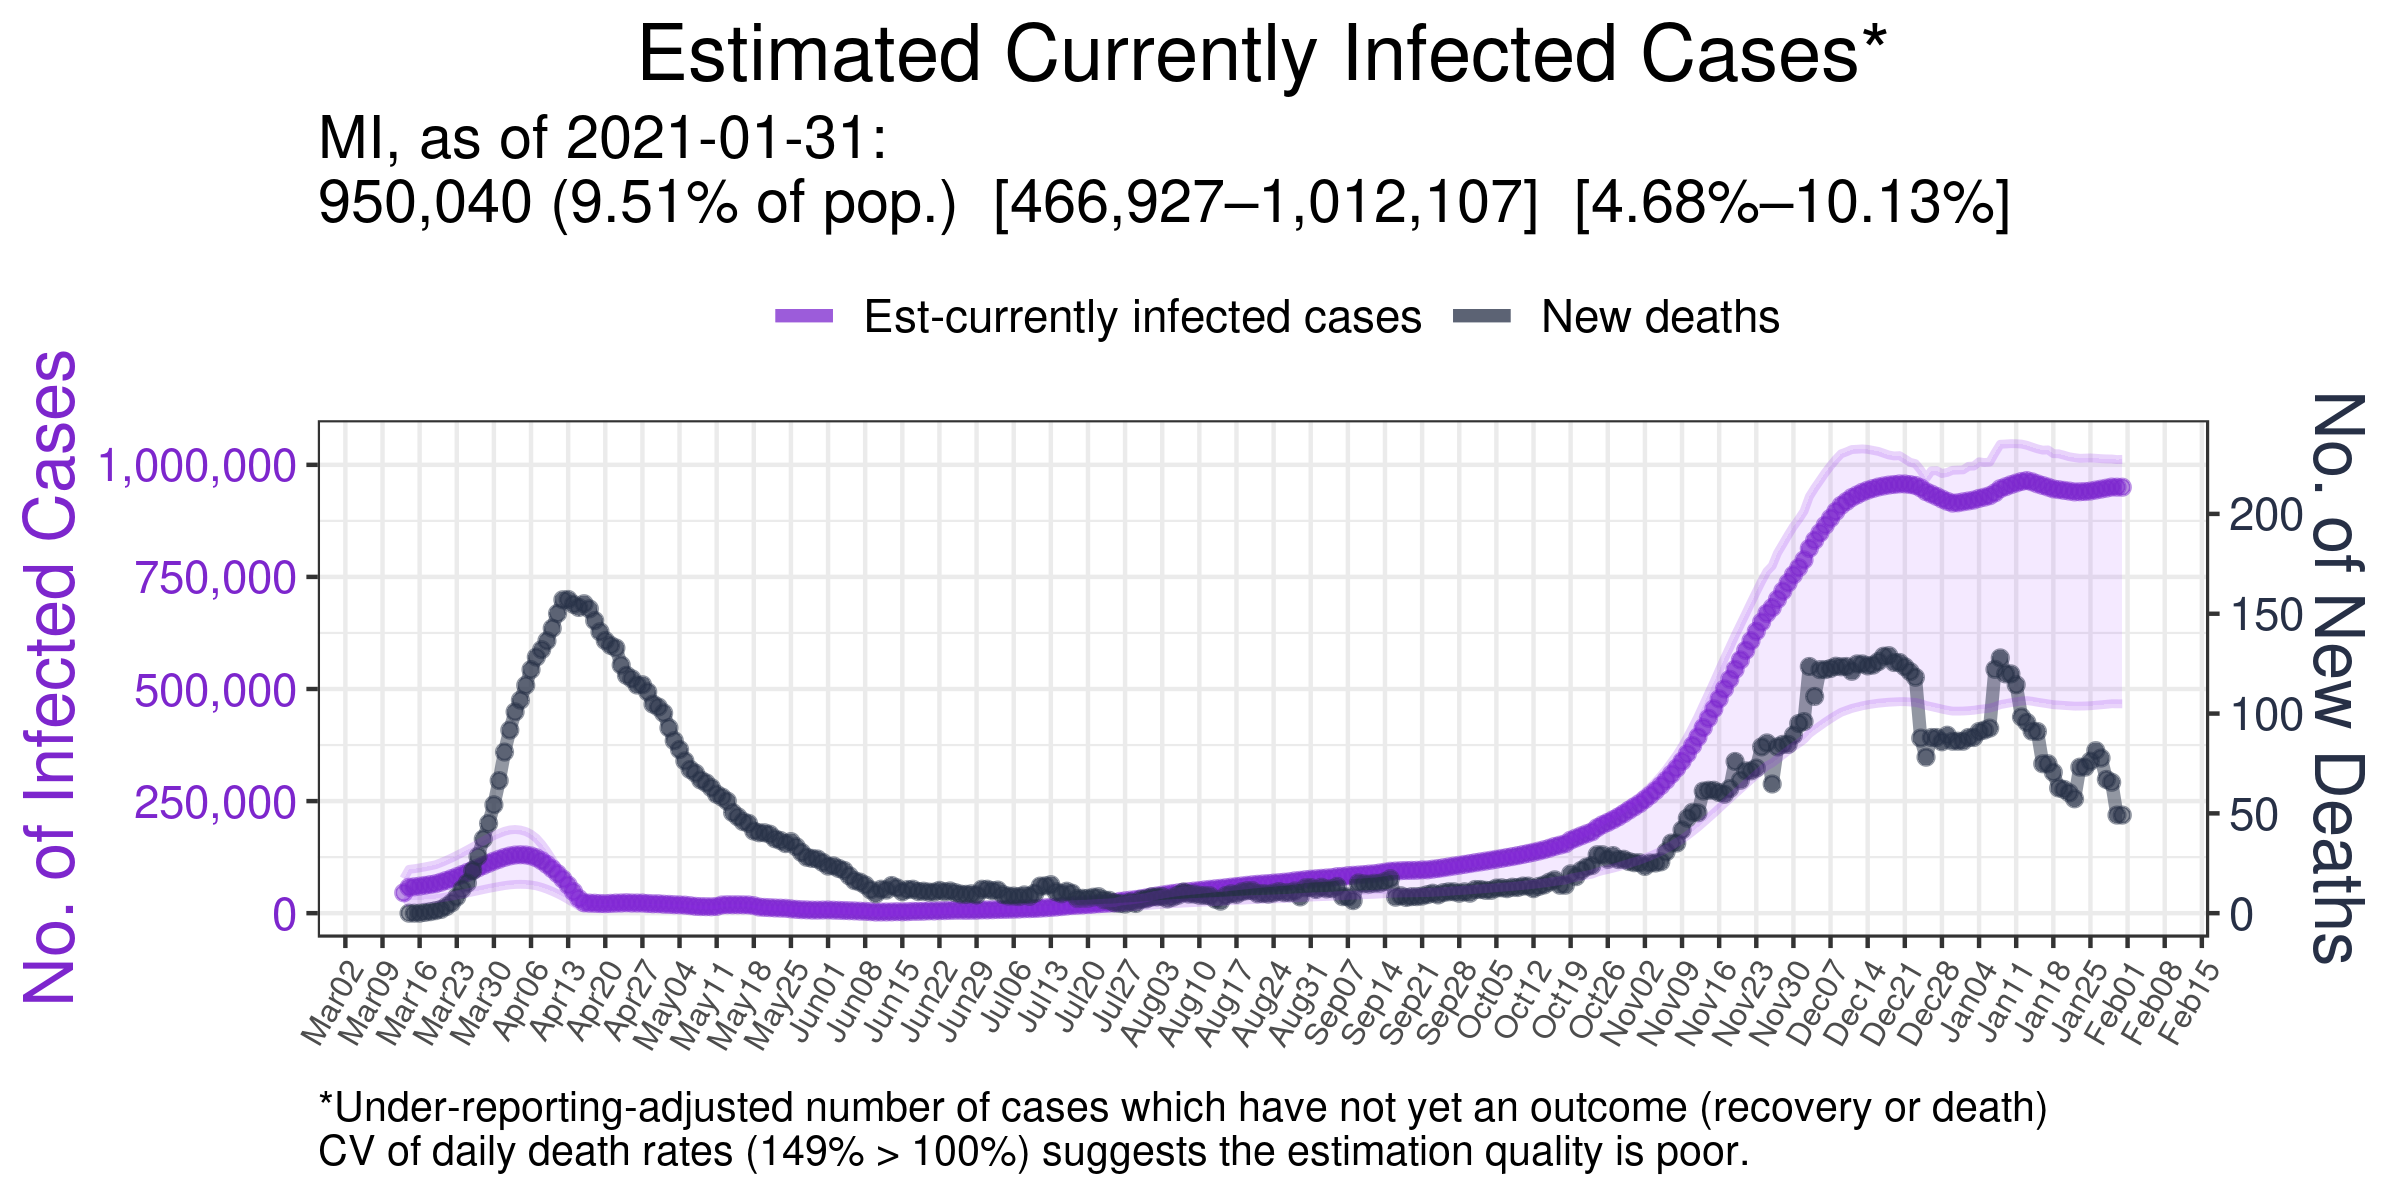 Estimated Currently Infected Cases*
MI, as of 2021-01-31:
950,040 (9.51% of pop.)  [466,927–1,012,107]  [4.68%–10.13%]
Est-currently infected cases
New deaths
No. of Infected Cases
1,000,000
750,000
500,000
250,000
0
No. of New Deaths
200
150
100
50
0
Mar02
Mar09
Mar16
Mar23
Mar30
Apr06
Apr13
Apr20
Apr27
May04
May11
May18
May25
Jun01
Jun08
Jun15
Jun22
Jun29
Jul06
Jul13
Jul20
Jul27
Aug03
Aug10
Aug17
Aug24
Aug31
Sep07
Sep14
Sep21
Sep28
Oct05
Oct12
Oct19
Oct26
Nov02
Nov09
Nov16
Nov23
Nov30
Dec07
Dec14
Dec21
Dec28
Jan04
Jan11
Jan18
Jan25
Feb01
Feb08
Feb15
*Under-reporting-adjusted number of cases which have not yet an outcome (recovery or death)
CV of daily death rates (149% > 100%) suggests the estimation quality is poor.